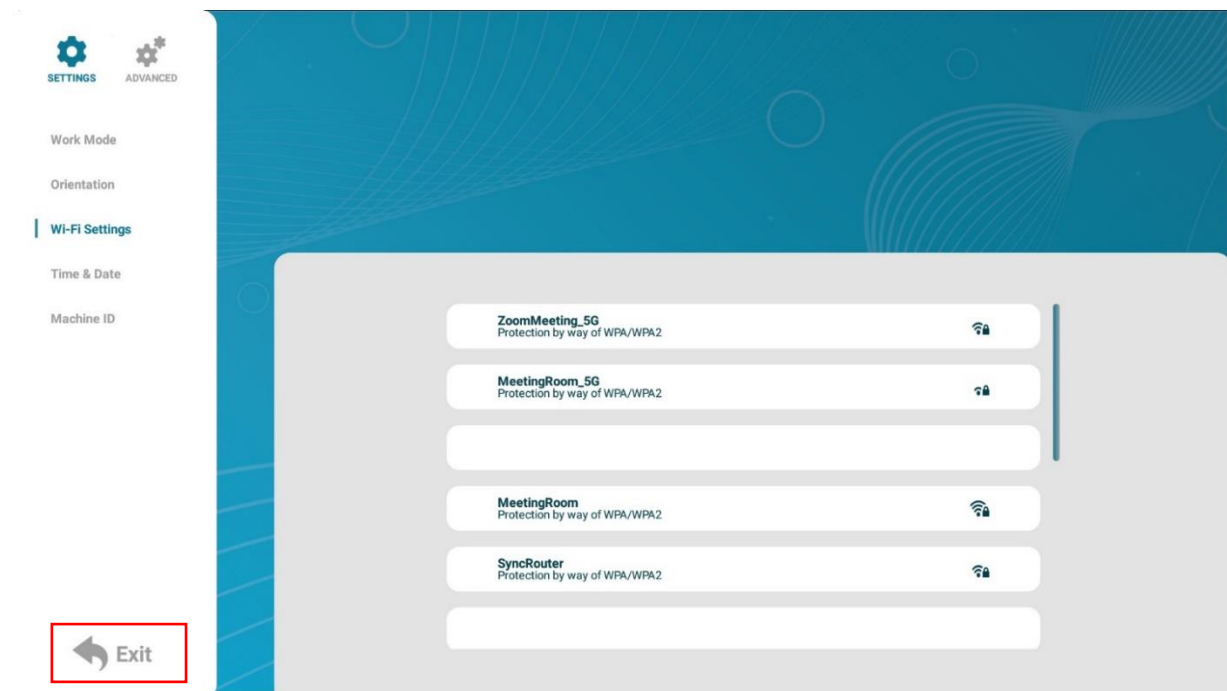 SETTINGS
ADVANCED
Work Mode
Orientation
Wi-Fi Settings
Time & Date
Machine ID
Exit
ZoomMeeting_5G
Protection by way of WPA/WPA2
MeetingRoom_5G
Protection by way of WPA/WPA2
MeetingRoom
Protection by way of WPA/WPA2
SyncRouter
Protection by way of WPA/WPA2